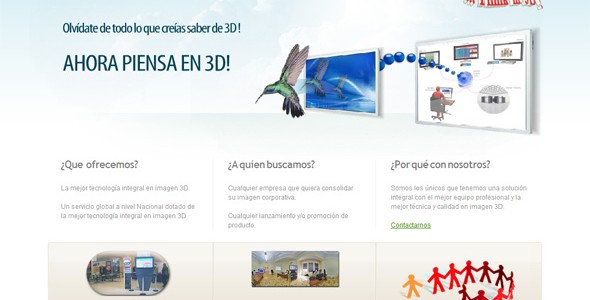 Olvídate de todo lo que creías saber de 3D !
AHORA PIENSA EN 3D!
¿Que ofrecemos?
La mejor tecnología integral en imagen 3D.
Un servicio global a nivel Nacional dotado de
la mejor tecnología integral en imagen 3D.
¿A quien buscamos?
Cualquier empresa que quiera consolidar
su imagen corporativa.
Cualquier lanzamiento y/o promoción de
producto.
¿Por qué con nosotros?
Somos los únicos que tenemos una solución
integral con el mejor equipo profesional y la
mejor técnica y calidad en imagen 3D.
Contactarnos